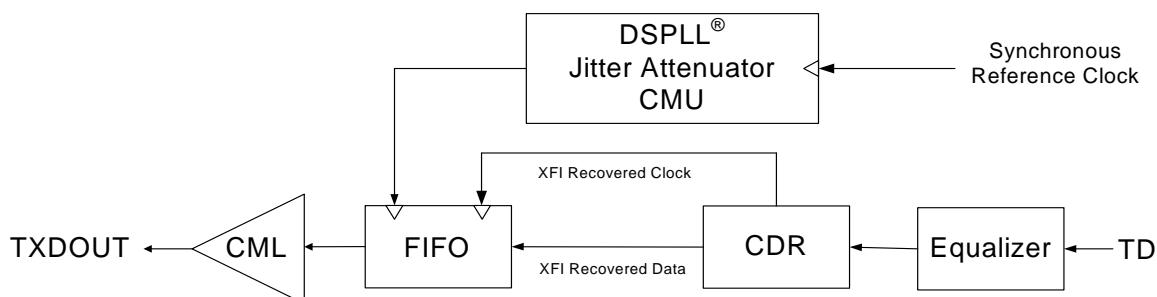 DSPLL®
Jitter Attenuator
CMU
Synchronous
Reference Clock
XFI Recovered Clock
TXDOUT
CML
FIFO
CDR
Equalizer
TD
XFI Recovered Data